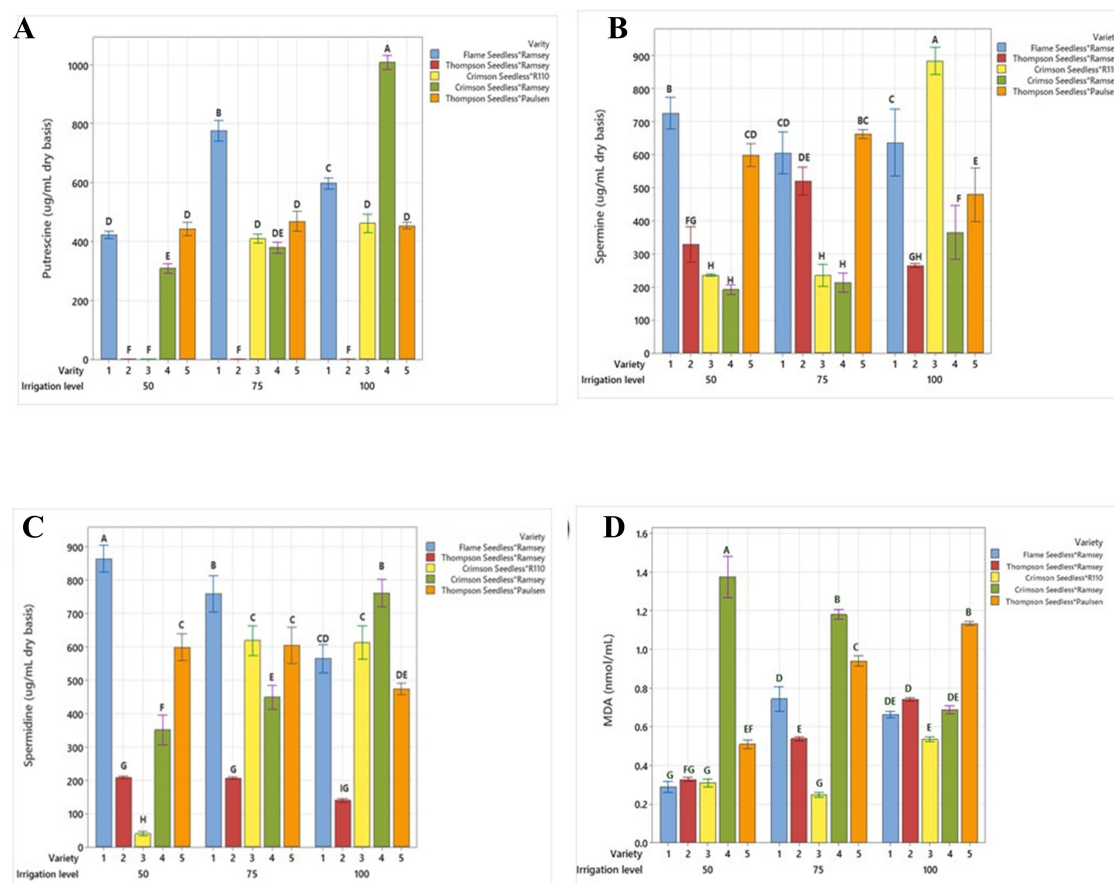 A
Varity
Flame Seedless*Ramsey
Thompson Seedless*Ramsey
Crimson Seedless*R110
Crimson Seedless*Ramsey
Thompson Seedless*Paulsen
Putrescine (ug/mL dry basis)
1000
800
600
400
200
0
D F F E D B F D DE D C F D A D
Varity 1 2 3 4 5 1 2 3 4 5 1 2 3 4 5
Irrigation level 50 75 100
B
Variet
Flame Seedless*Ramsey
Thompson Seedless*Ramse
Crimson Seedless*R11
Crimso Seedless*Ramse
Thompson Seedless*Pauls
Spermine (ug/mL dry basis)
900
800
700
600
500
400
300
200
100
0
B FG H H CD CD DE H H BC C GH A F E
Variety 1 2 3 4 5 1 2 3 4 5 1 2 3 4 5
Irrigation level 50 75 100
C
Variety
Flame Seedless*Ramsey
Thompson Seedless*Ramsey
Crimson Seedless*R110
Crimson Seedless*Ramsey
Thompson Seedless*Paulsen
Spermidine (ug/mL dry basis)
900
800
700
600
500
400
300
200
100
0
A G H F C B G C E C CD IG C B DE
Variety 1 2 3 4 5 1 2 3 4 5 1 2 3 4 5
Irrigation level 50 75 100
D
Variety
Flame Seedless*Ramsey
Thompson Seedless*Ramsey
Crimson Seedless*R110
Crimson Seedless*Ramsey
Thompson Seedless*Paulsen
MDA (nmol/mL)
1.6
1.4
1.2
1.0
0.8
0.6
0.4
0.2
0.0
G FG G A EF D E G B C DE D E DE B
Variety 1 2 3 4 5 1 2 3 4 5 1 2 3 4 5
Irrigation level 50 75 100